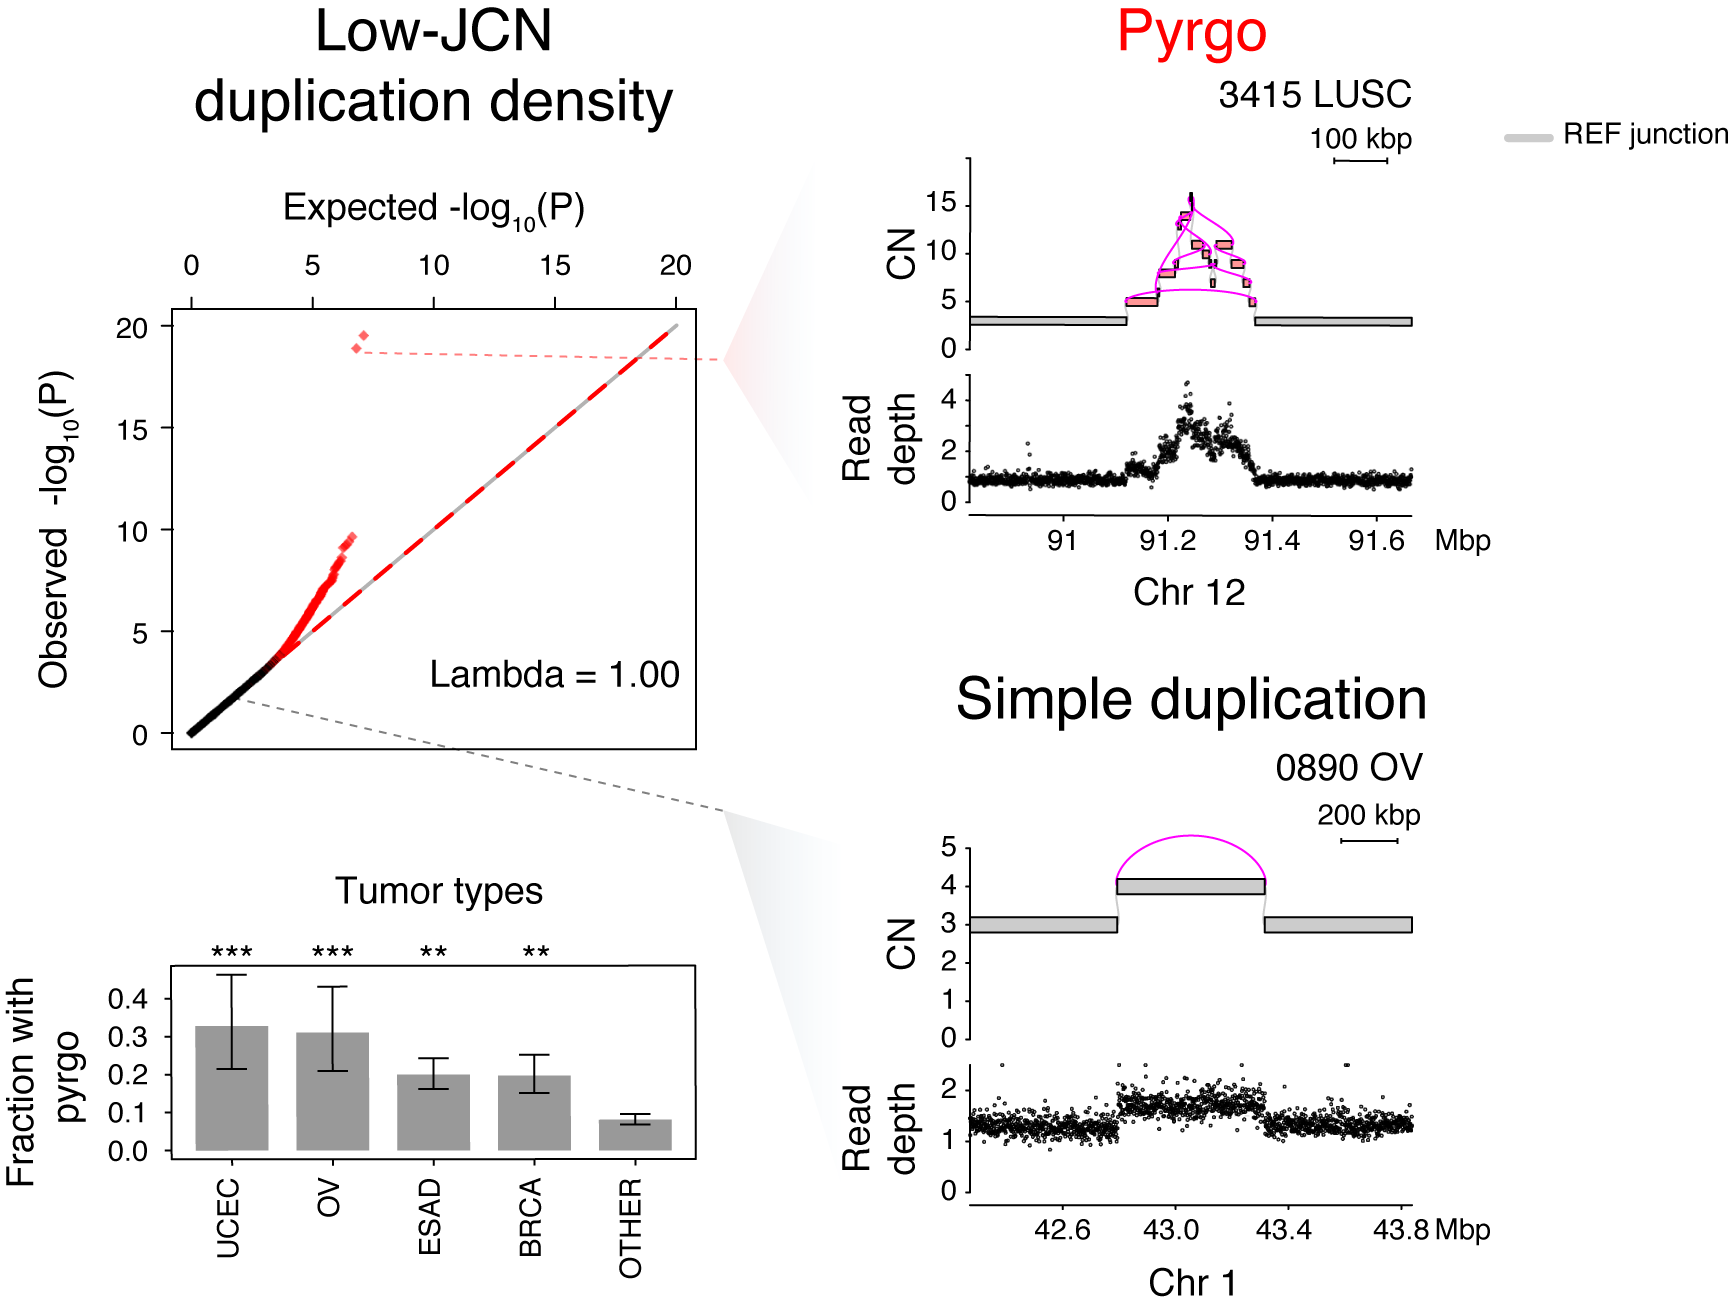 Low-JCN
duplication density
Expected -log10(P)
0 5 10 15 20
Observed -log10(P)
20
15
10
5
0
Lambda = 1.00
Tumor types
*** *** ** **
Fraction with
pyrgo
0.4
0.3
0.2
0.1
0.0
UCEC
OV
ESAD
BRCA
OTHER
Pyrgo
3415 LUSC
100 kbp
REF junction
CN
15
10
5
0
Read
depth
4
2
0
91 91.2 91.4 91.6 Mbp
Chr 12
Simple duplication
0890 OV
200 kbp
CN
5
4
3
2
1
0
Read
depth
2
1
0
42.6 43.0 43.4 43.8 Mbp
Chr 1